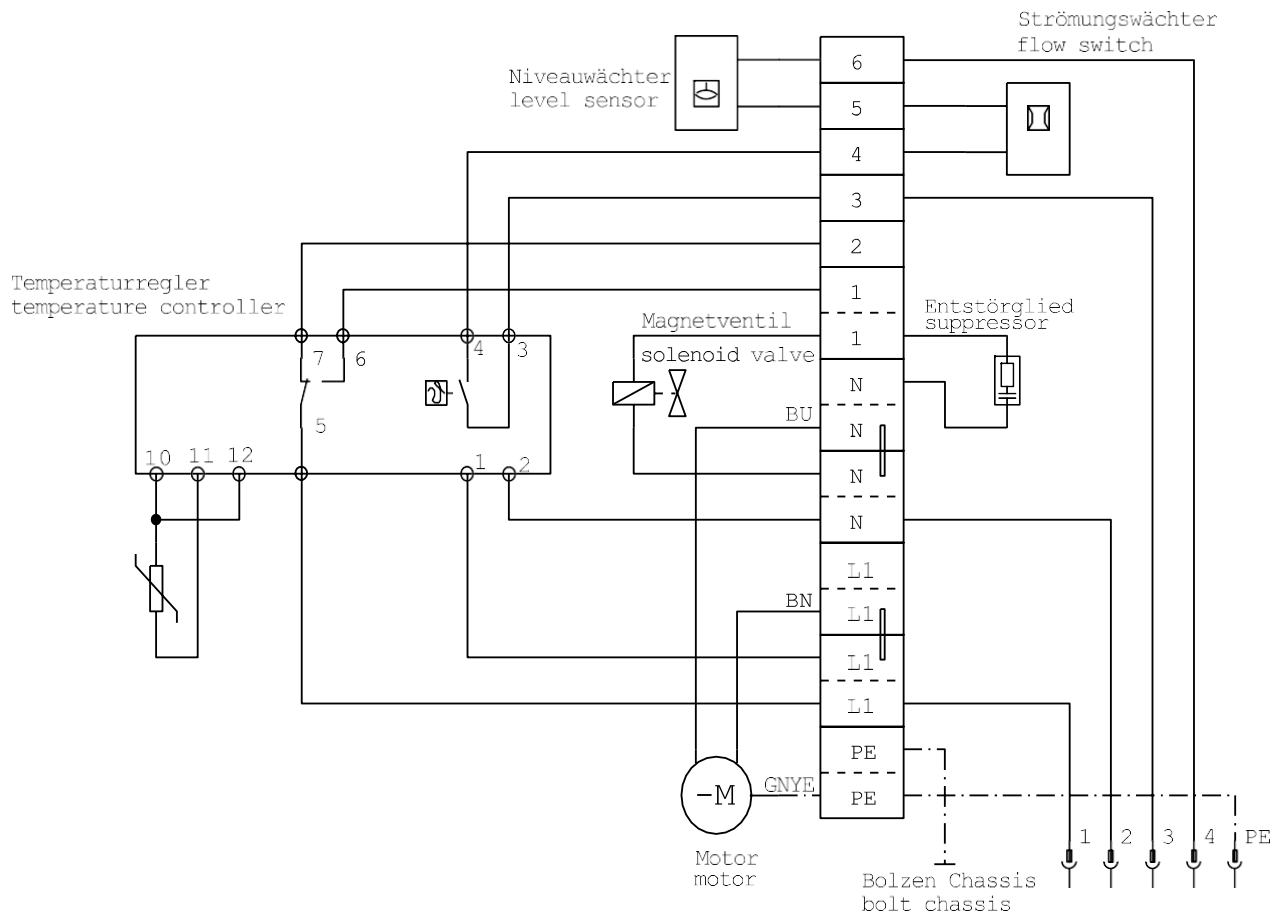 Strömungswächter
flow switch
Niveauwächter
level sensor
6
5
4
3
2
1
1
N
N
N
N
L1
L1
L1
L1
PE
PE
Temperaturregler
temperature controller
7
6
4
3
5
10
11
12
1
2
Magnetventil
solenoid valve
Entstörglied
suppressor
BU
BN
GNYE
-M
Motor
motor
Bolzen Chassis
bolt chassis
1
2
3
4
PE